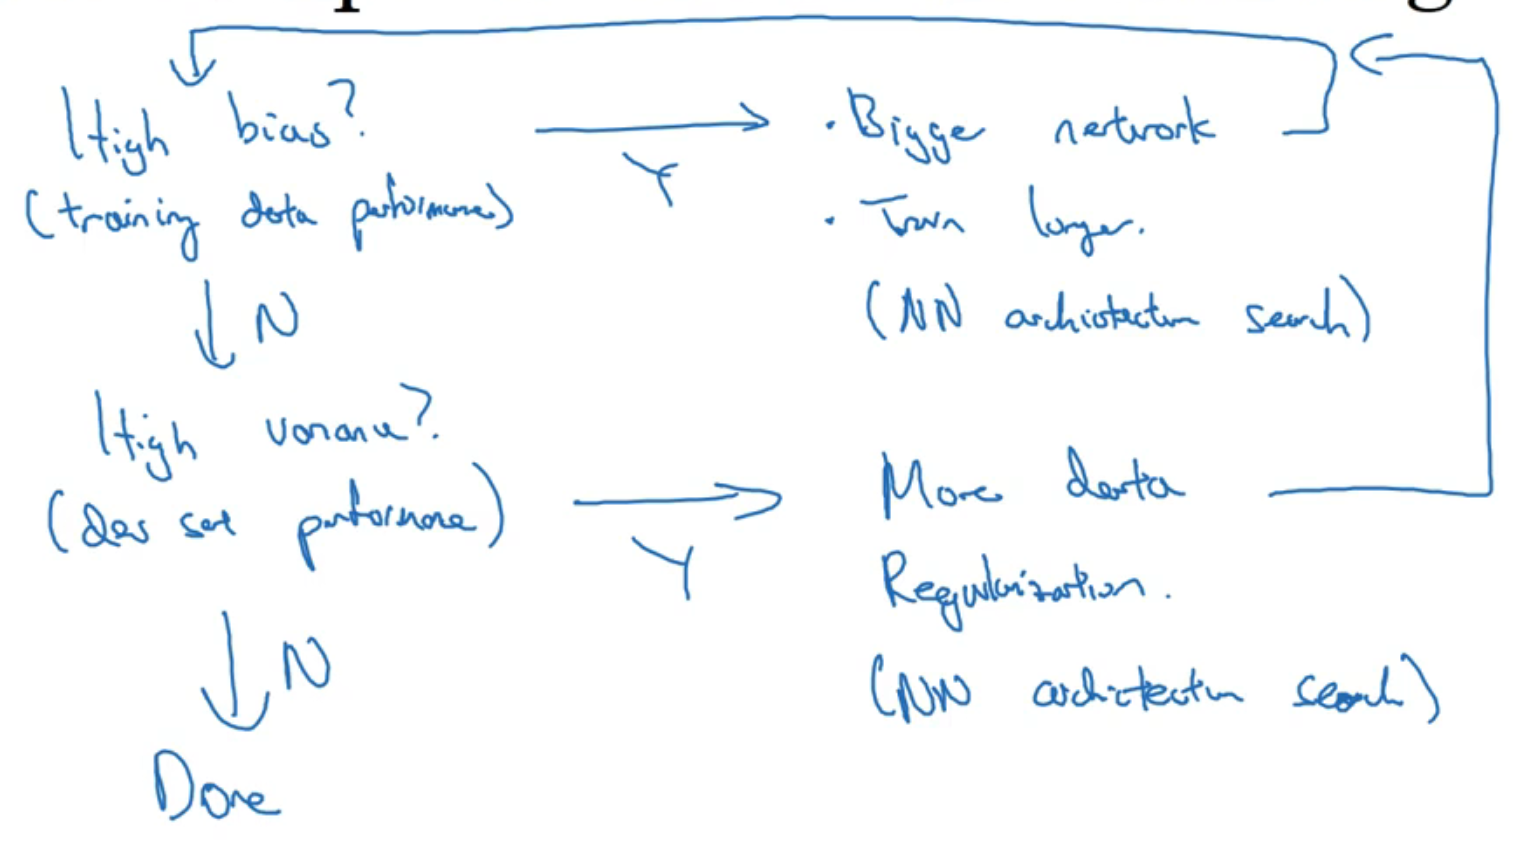 High bias?
(training data performance)
Y
• Bigge network
• Train longer.
(NN architecture search)
N
High variance?
(dev set performance)
Y
More data
Regularization.
(NN architecture search)
N
Done